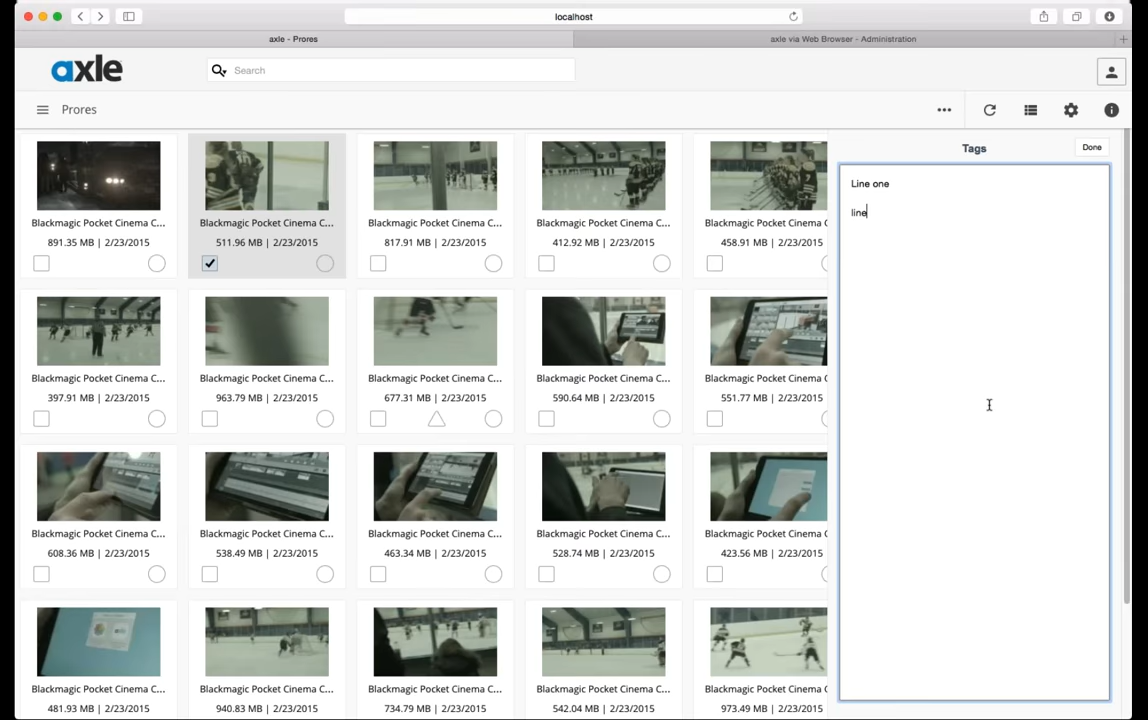 localhost
axle - Prores
axle via Web Browser - Administration
axle
Search
Prores
Tags
Done
Line one
line
Blackmagic Pocket Cinema C...
891.35 MB | 2/23/2015
Blackmagic Pocket Cinema C...
511.96 MB | 2/23/2015
Blackmagic Pocket Cinema C...
817.91 MB | 2/23/2015
Blackmagic Pocket Cinema C...
412.92 MB | 2/23/2015
Blackmagic Pocket Cinema C...
458.91 MB | 2/23/2015
Blackmagic Pocket Cinema C...
397.91 MB | 2/23/2015
Blackmagic Pocket Cinema C...
963.79 MB | 2/23/2015
Blackmagic Pocket Cinema C...
677.31 MB | 2/23/2015
Blackmagic Pocket Cinema C...
590.64 MB | 2/23/2015
Blackmagic Pocket Cinema C...
551.77 MB | 2/23/2015
Blackmagic Pocket Cinema C...
608.36 MB | 2/23/2015
Blackmagic Pocket Cinema C...
538.49 MB | 2/23/2015
Blackmagic Pocket Cinema C...
463.34 MB | 2/23/2015
Blackmagic Pocket Cinema C...
528.74 MB | 2/23/2015
Blackmagic Pocket Cinema C...
423.56 MB | 2/23/2015
Blackmagic Pocket Cinema C...
481.93 MB | 2/23/2015
Blackmagic Pocket Cinema C...
940.83 MB | 2/23/2015
Blackmagic Pocket Cinema C...
734.79 MB | 2/23/2015
Blackmagic Pocket Cinema C...
542.04 MB | 2/23/2015
Blackmagic Pocket Cinema C...
973.49 MB | 2/23/2015